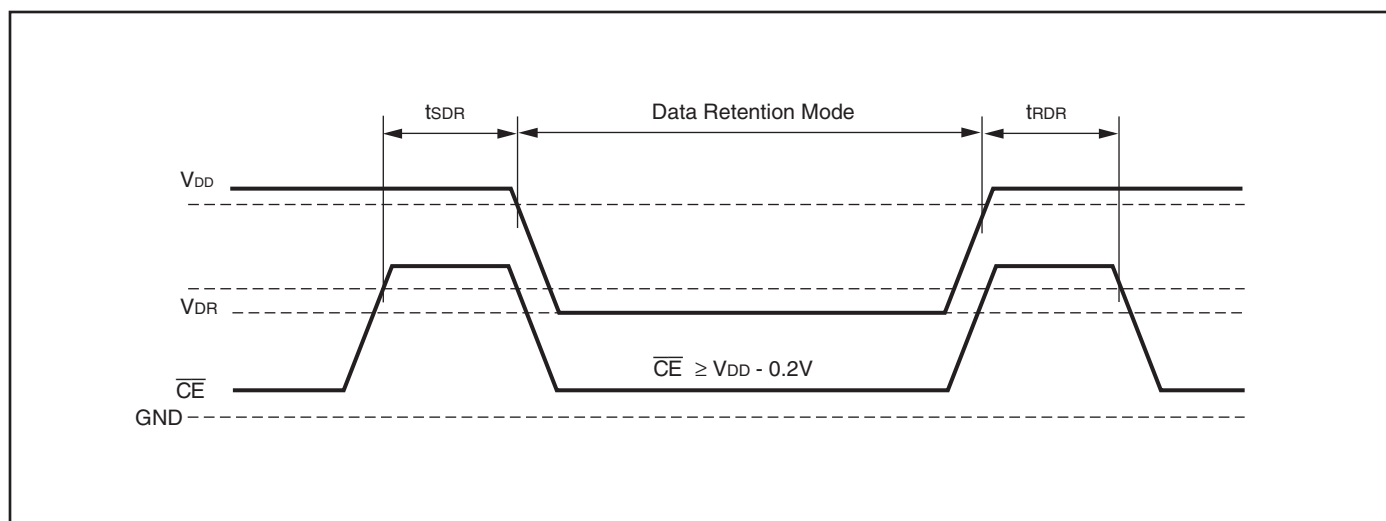 tSDR Data Retention Mode tRDR
VDD
VDR
CE ≥ VDD - 0.2V
CE
GND